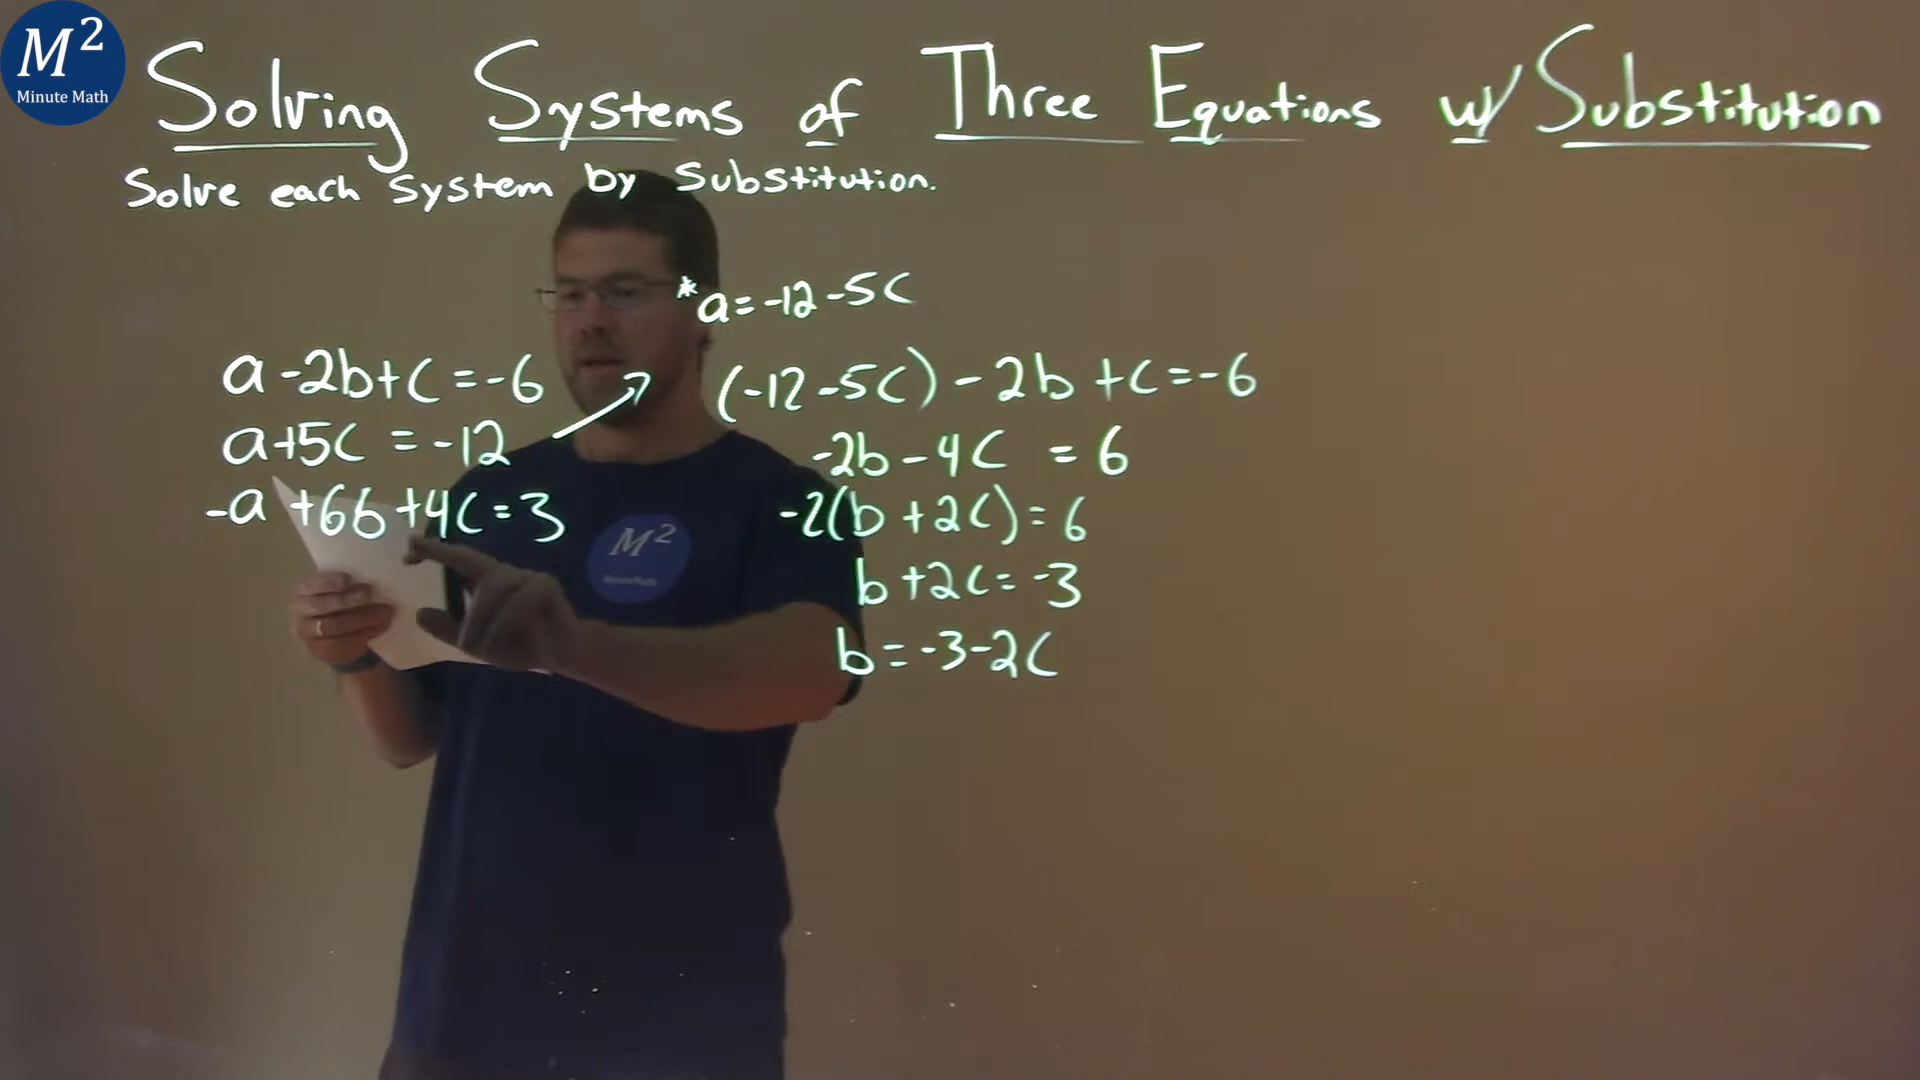 M²
Minute Math
Solving Systems of Three Equations w/ Substitution
Solve each system by substitution.
*a=-12-5c
a-2b+c=-6
(-12-5c)-2b+c=-6
a+5c=-12
-2b-4c=6
-a+6b+4c=3
-2(b+2c)=6
M²
MinuteMath
b+2c=-3
b=-3-2c